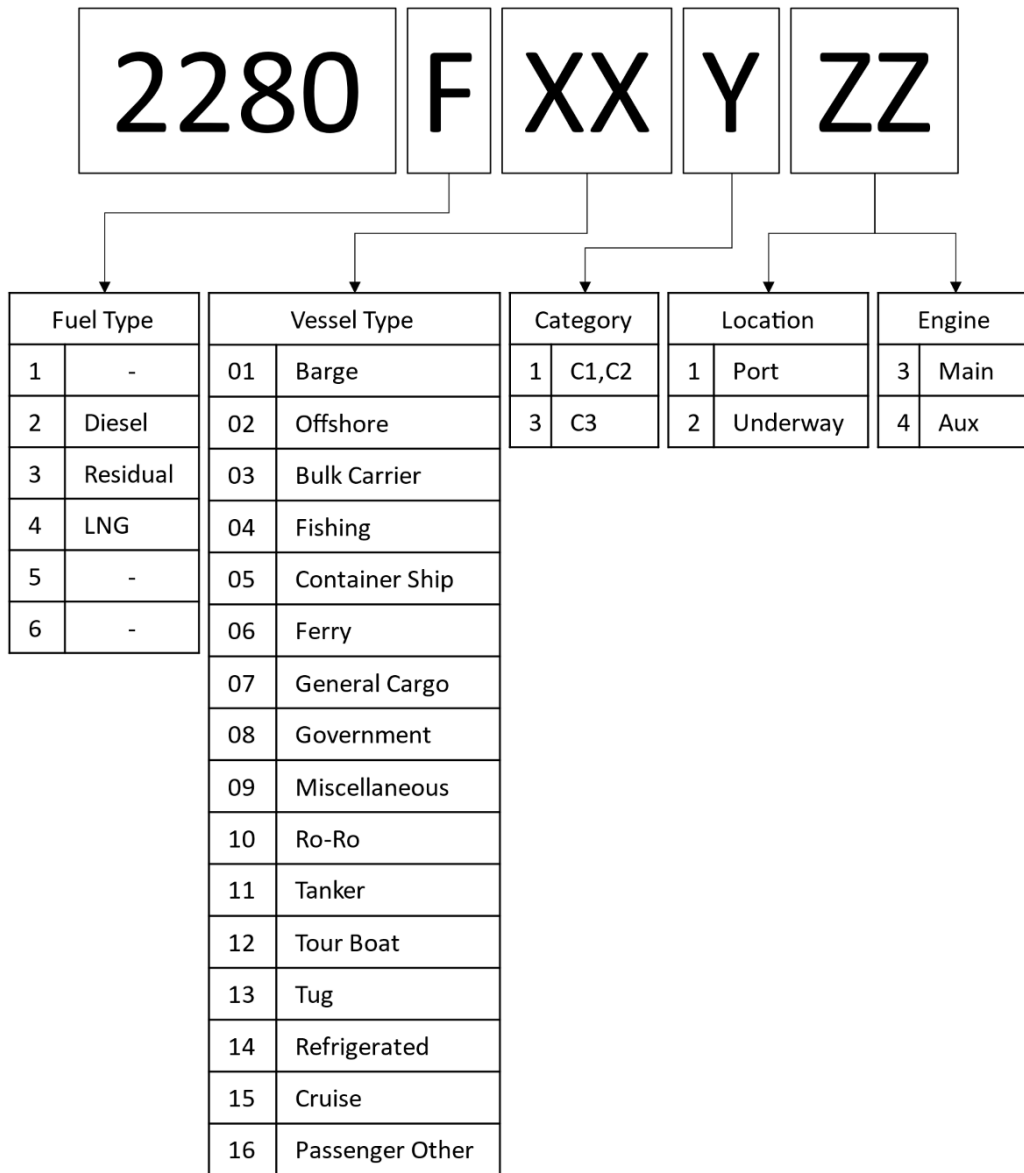 2280 F XX Y ZZ
Fuel Type Vessel Type Category Location Engine
1 - 01 Barge 1 C1,C2 1 Port 3 Main
2 Diesel 02 Offshore 3 C3 2 Underway 4 Aux
3 Residual 03 Bulk Carrier
4 LNG 04 Fishing
5 - 05 Container Ship
6 - 06 Ferry
07 General Cargo
08 Government
09 Miscellaneous
10 Ro-Ro
11 Tanker
12 Tour Boat
13 Tug
14 Refrigerated
15 Cruise
16 Passenger Other